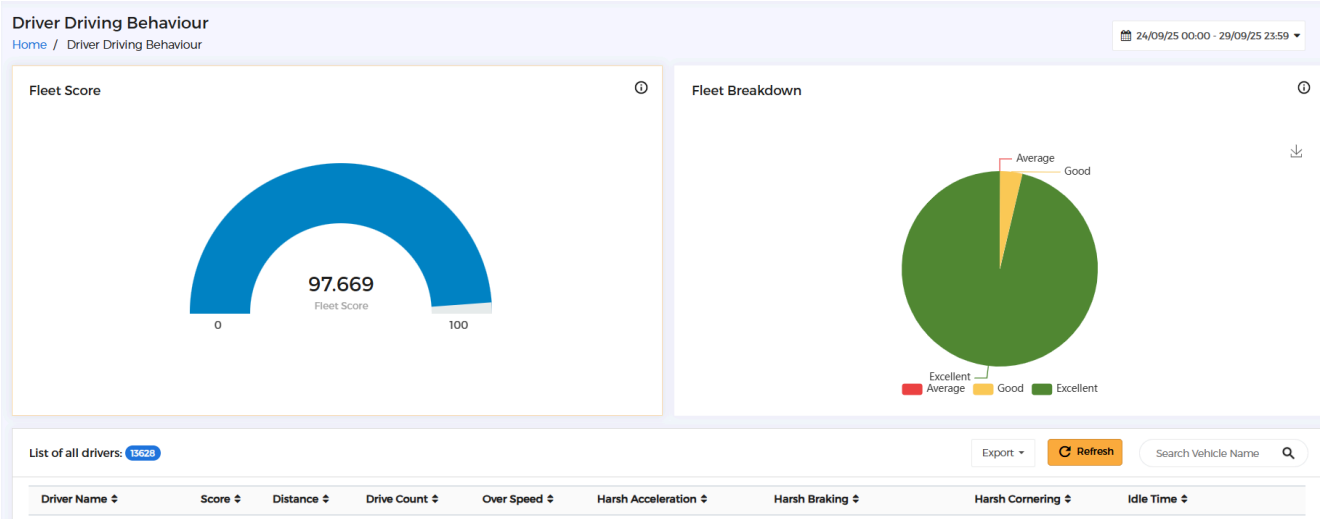 Driver Driving Behaviour
Home / Driver Driving Behaviour
24/09/25 00:00 - 29/09/25 23:59
Fleet Score
97.669
Fleet Score
0
100
Fleet Breakdown
Average
Good
Excellent
Average Good Excellent
List of all drivers: 13628
Export
Refresh
Search Vehicle Name
Driver Name Score Distance Drive Count Over Speed Harsh Acceleration Harsh Braking Harsh Cornering Idle Time